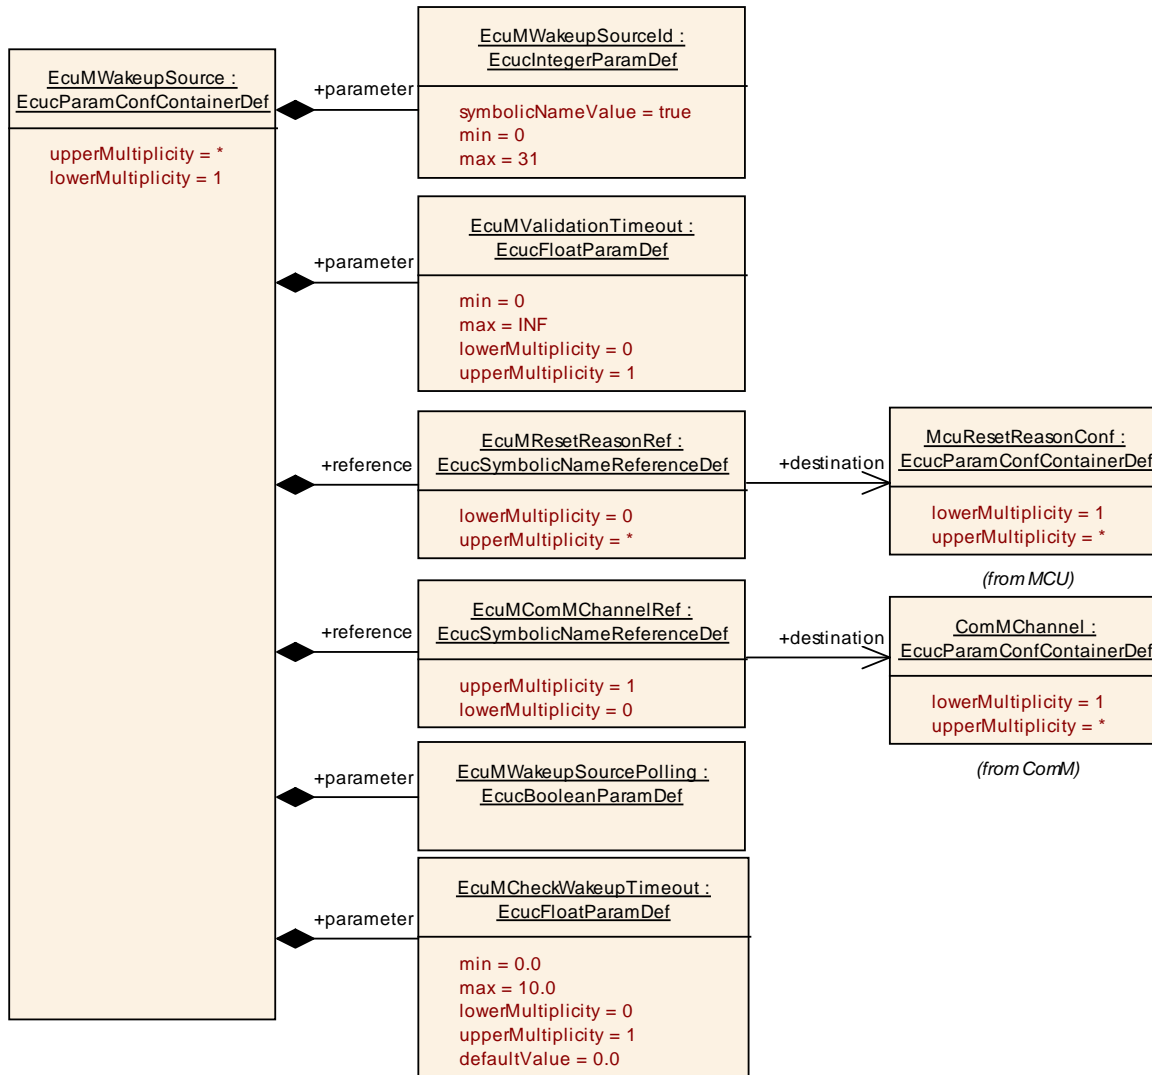 EcuMWakeupSource :
EcucParamConfContainerDef
upperMultiplicity = *
lowerMultiplicity = 1
+parameter
EcuMWakeupSourceId :
EcucIntegerParamDef
symbolicNameValue = true
min = 0
max = 31
+parameter
EcuMValidationTimeout :
EcucFloatParamDef
min = 0
max = INF
lowerMultiplicity = 0
upperMultiplicity = 1
+reference
EcuMResetReasonRef :
EcucSymbolicNameReferenceDef
lowerMultiplicity = 0
upperMultiplicity = *
+destination
McuResetReasonConf :
EcucParamConfContainerDef
lowerMultiplicity = 1
upperMultiplicity = *
(from MCU)
+reference
EcuMComMChannelRef :
EcucSymbolicNameReferenceDef
upperMultiplicity = 1
lowerMultiplicity = 0
+destination
ComMChannel :
EcucParamConfContainerDef
lowerMultiplicity = 1
upperMultiplicity = *
(from ComM)
+parameter
EcuMWakeupSourcePolling :
EcucBooleanParamDef
+parameter
EcuMCheckWakeupTimeout :
EcucFloatParamDef
min = 0.0
max = 10.0
lowerMultiplicity = 0
upperMultiplicity = 1
defaultValue = 0.0